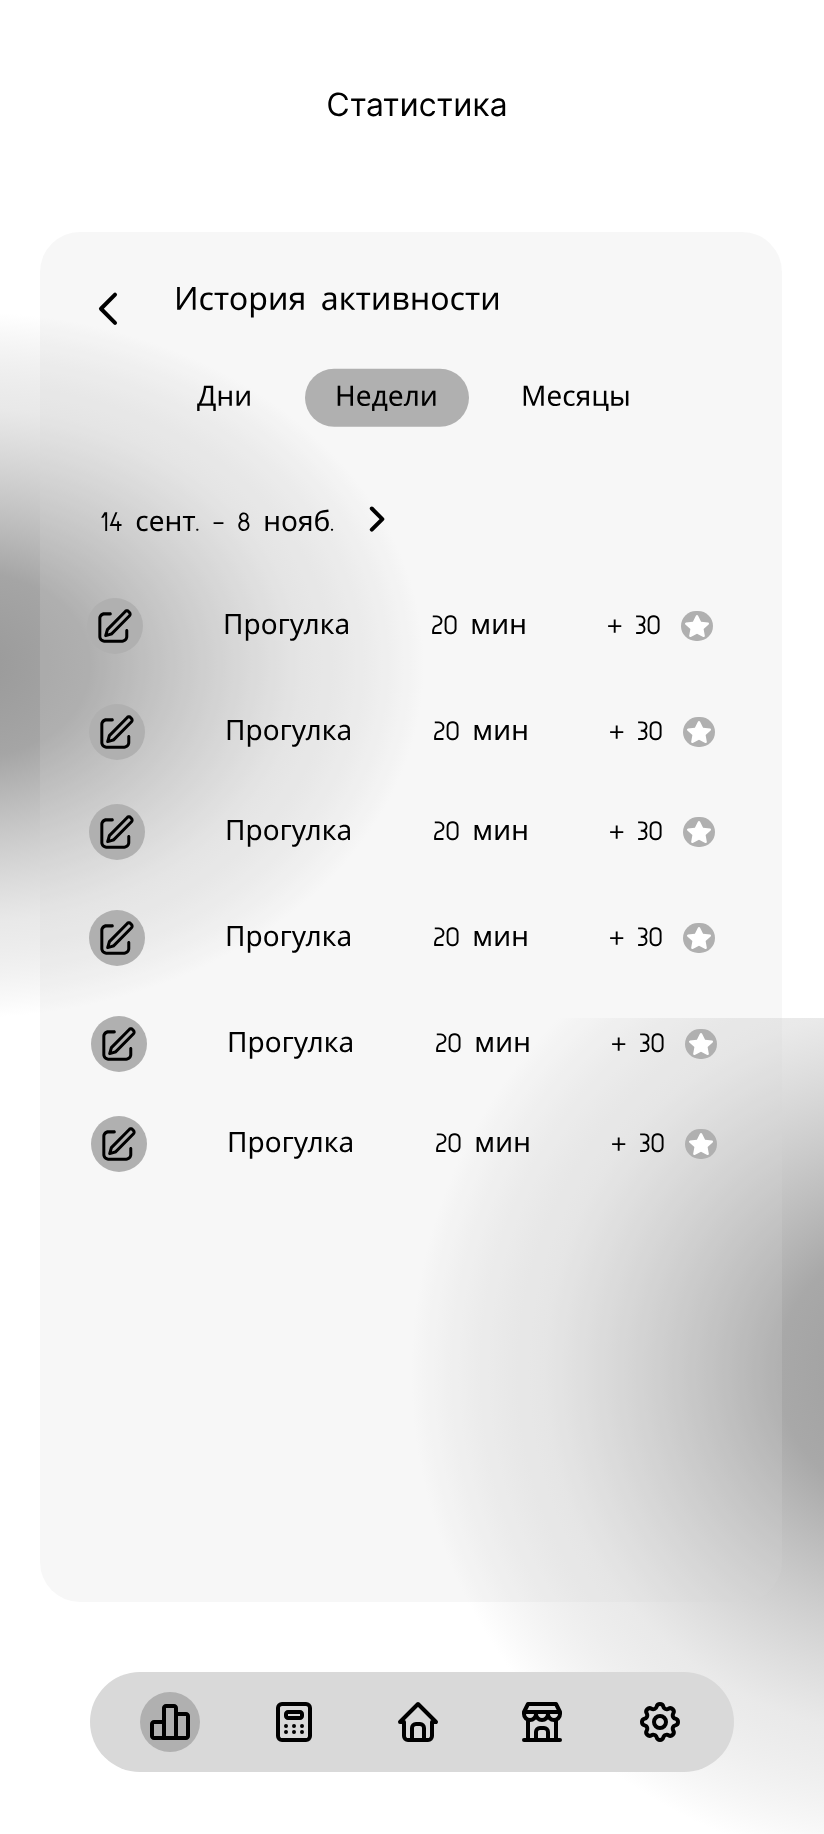 Статистика
История активности
Дни Недели Месяцы
14 сент. - 8 нояб.
Прогулка 20 мин + 30
Прогулка 20 мин + 30
Прогулка 20 мин + 30
Прогулка 20 мин + 30
Прогулка 20 мин + 30
Прогулка 20 мин + 30